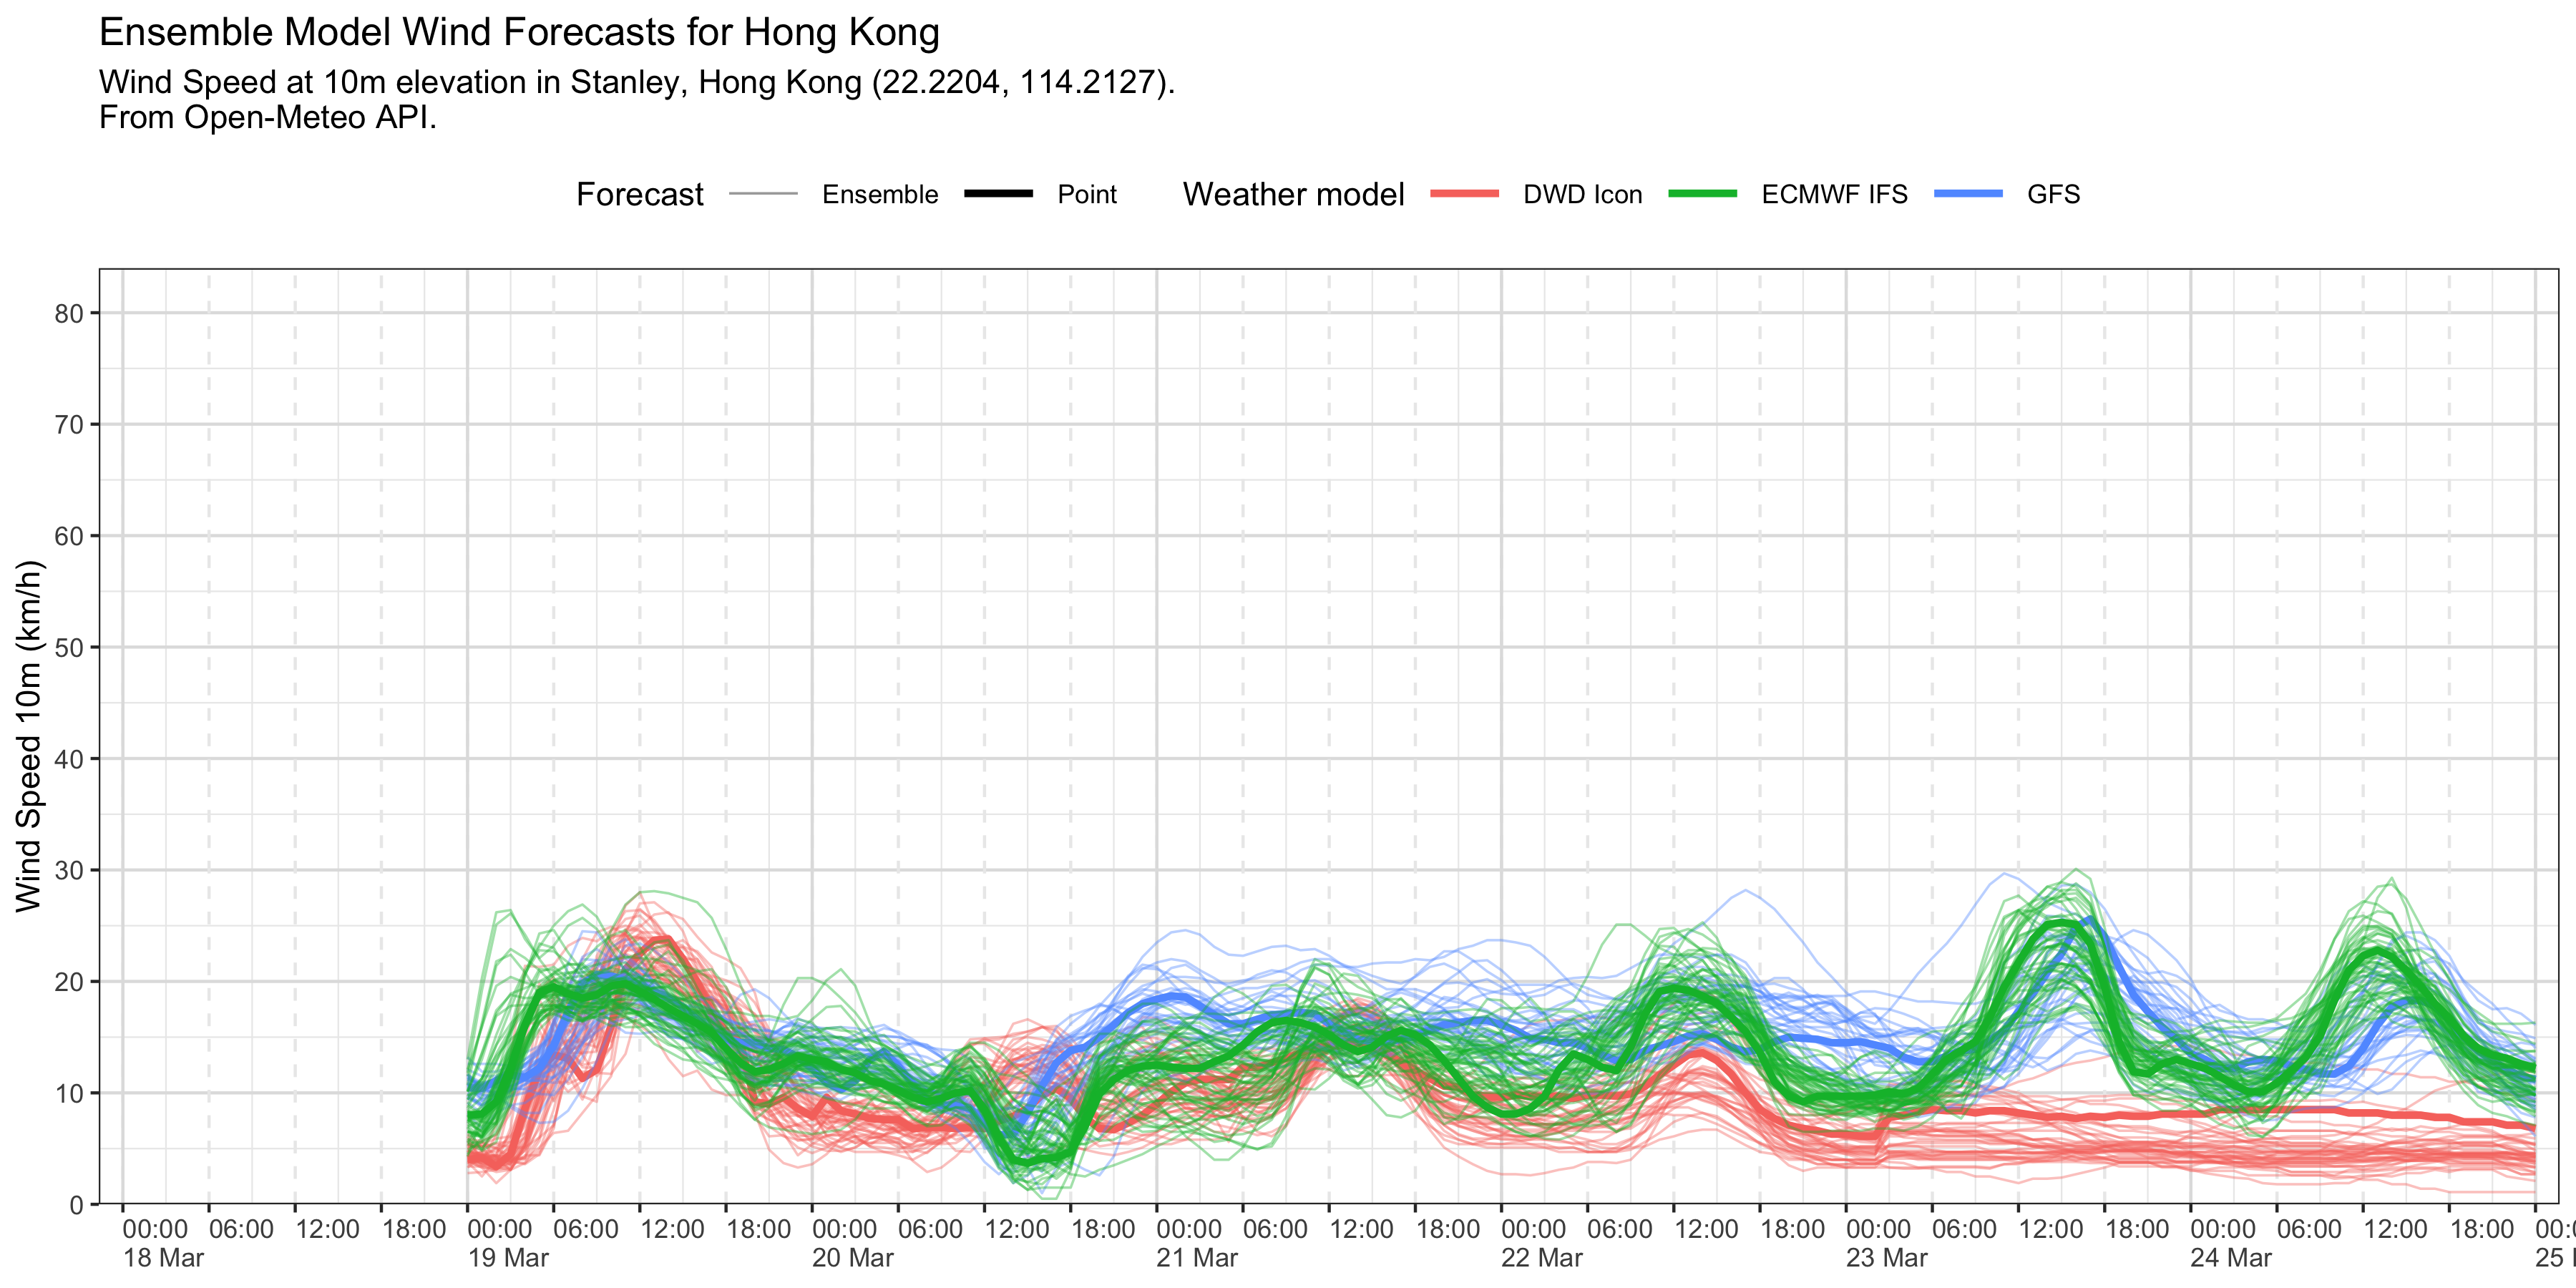 Ensemble Model Wind Forecasts for Hong Kong
Wind Speed at 10m elevation in Stanley, Hong Kong (22.2204, 114.2127).
From Open-Meteo API.
Forecast Ensemble Point Weather model DWD Icon ECMWF IFS GFS
Wind Speed 10m (km/h)
80
70
60
50
40
30
20
10
0
00:00 06:00 12:00 18:00 00:00 06:00 12:00 18:00 00:00 06:00 12:00 18:00 00:00 06:00 12:00 18:00 00:00 06:00 12:00 18:00 00:00 06:00 12:00 18:00 00:00 06:00 12:00 18:00 00:0
18 Mar 19 Mar 20 Mar 21 Mar 22 Mar 23 Mar 24 Mar 25